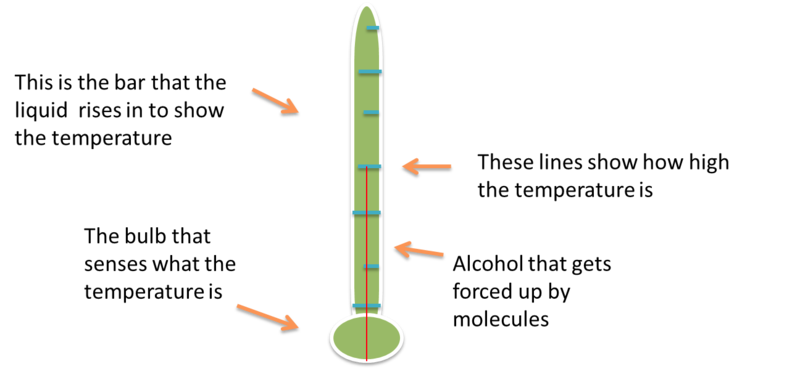 This is the bar that the
liquid rises in to show
the temperature
These lines show how high
the temperature is
The bulb that
senses what the
temperature is
Alcohol that gets
forced up by
molecules